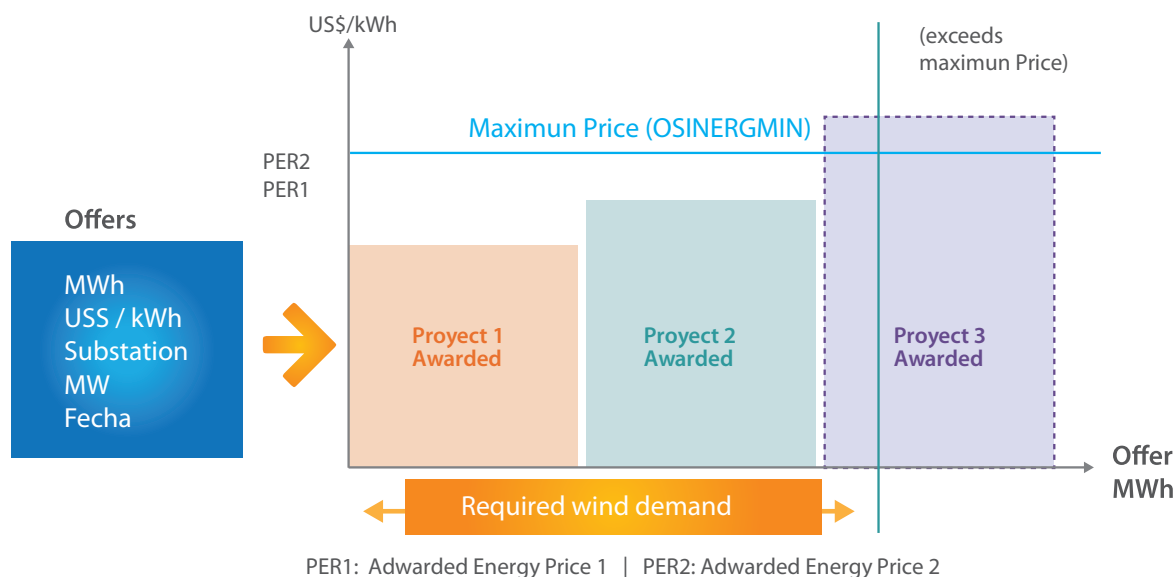 US$/kWh
(exceeds
maximun Price)
Maximun Price (OSINERGMIN)
PER2
PER1
Offers
MWh
USS / kWh
Substation
MW
Fecha
Proyect 1
Awarded
Proyect 2
Awarded
Proyect 3
Awarded
Offer
MWh
Required wind demand
PER1: Adwarded Energy Price 1 | PER2: Adwarded Energy Price 2